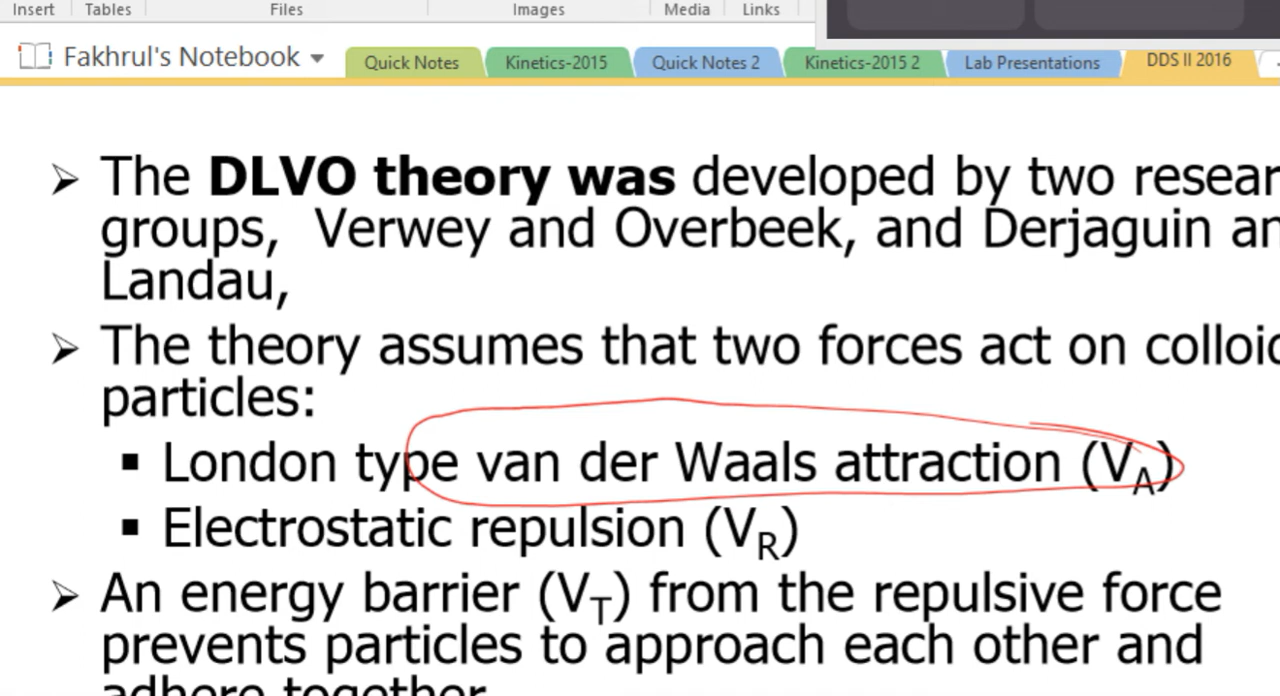 Insert Tables Files Images Media Links
Fakhrul's Notebook Quick Notes Kinetics-2015 Quick Notes 2 Kinetics-2015 2 Lab Presentations DDS II 2016
➢ The DLVO theory was developed by two resear
groups, Verwey and Overbeek, and Derjaguin an
Landau,
➢ The theory assumes that two forces act on colloid
particles:
▪ London type van der Waals attraction (VA)
▪ Electrostatic repulsion (VR)
➢ An energy barrier (VT) from the repulsive force
prevents particles to approach each other and
adhere together